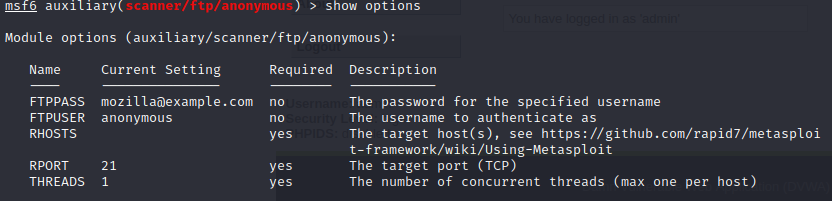 msf6 auxiliary(scanner/ftp/anonymous) > show options
You have logged in as 'admin'
Module options (auxiliary/scanner/ftp/anonymous):
Logout
Name Current Setting Required Description
FTPPASS mozilla@example.com no The password for the specified username
Username
FTPUSER anonymous no The username to authenticate as
Security L
RHOSTS yes The target host(s), see https://github.com/rapid7/metasploi
t-framework/wiki/Using-Metasploit
RPORT 21 yes The target port (TCP)
THREADS 1 yes The number of concurrent threads (max one per host)